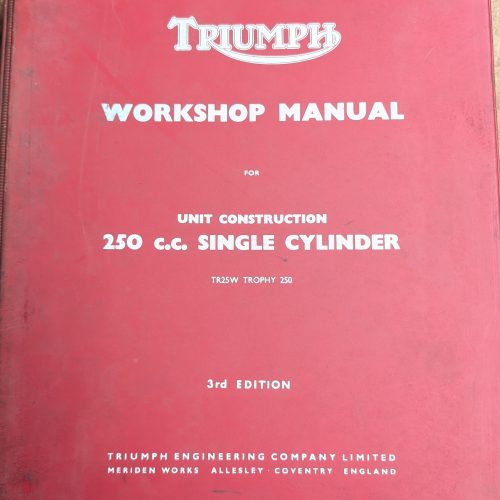 TRIUMPH
WORKSHOP MANUAL
FOR
UNIT CONSTRUCTION
250 c.c. SINGLE CYLINDER
TR25W TROPHY 250
3rd EDITION
TRIUMPH ENGINEERING COMPANY LIMITED
MERIDEN WORKS ALLESLEY · COVENTRY ENGLAND